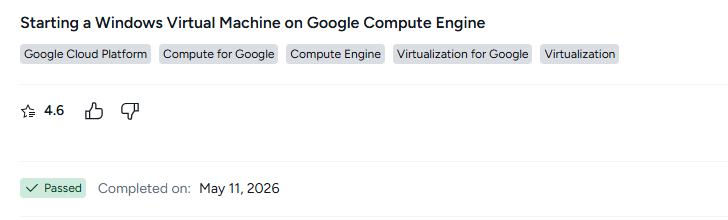 Starting a Windows Virtual Machine on Google Compute Engine
Google Cloud Platform Compute for Google Compute Engine Virtualization for Google Virtualization
4.6
Passed Completed on: May 11, 2026